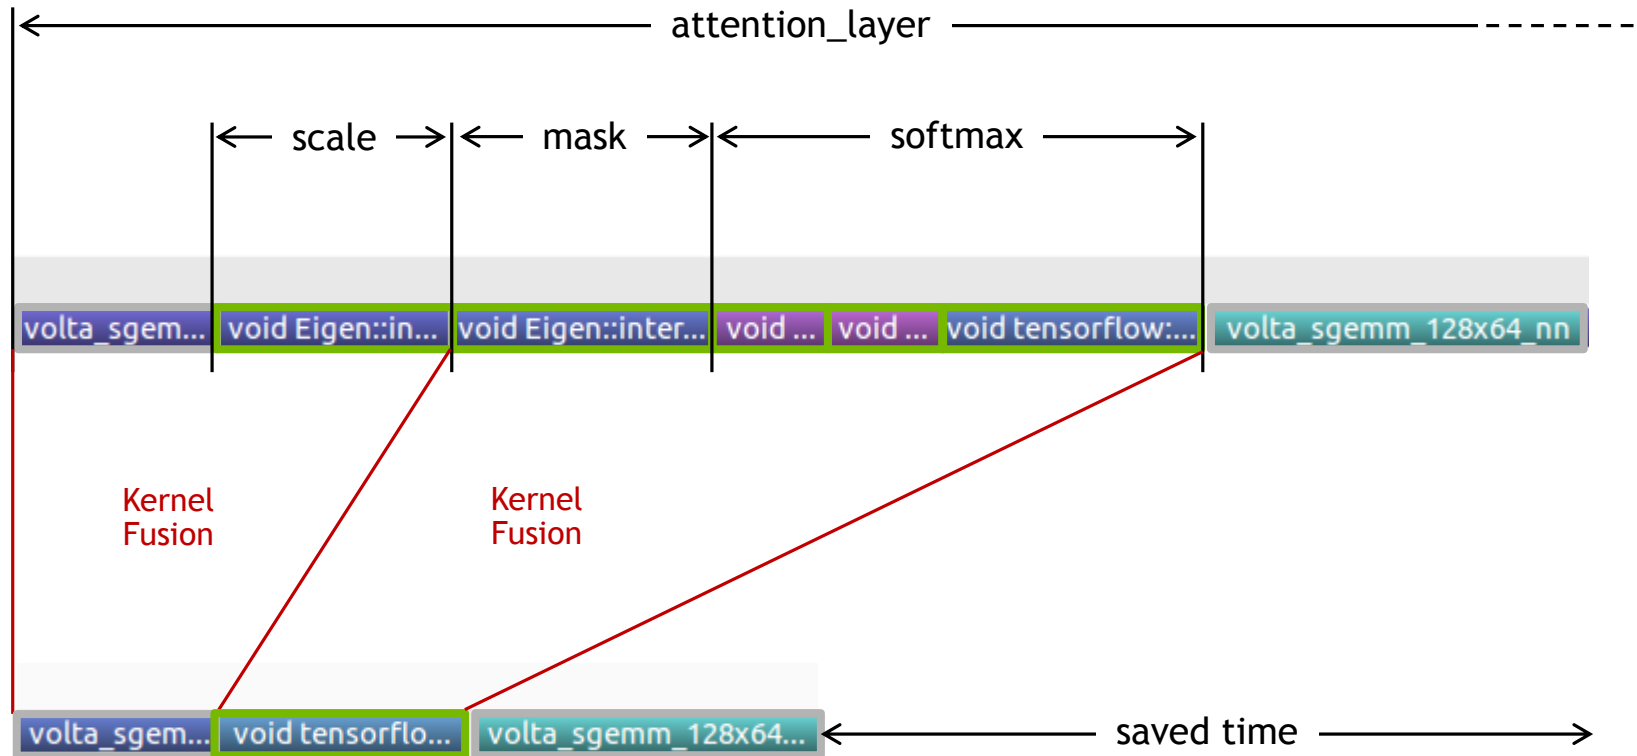 attention_layer
scale mask softmax
volta_sgem... void Eigen::in... void Eigen::inter... void ... void ... void tensorflow:.... volta_sgemm_128x64_nn
Kernel Kernel
Fusion Fusion
volta_sgem... void tensorflo... volta_sgemm_128x64... saved time